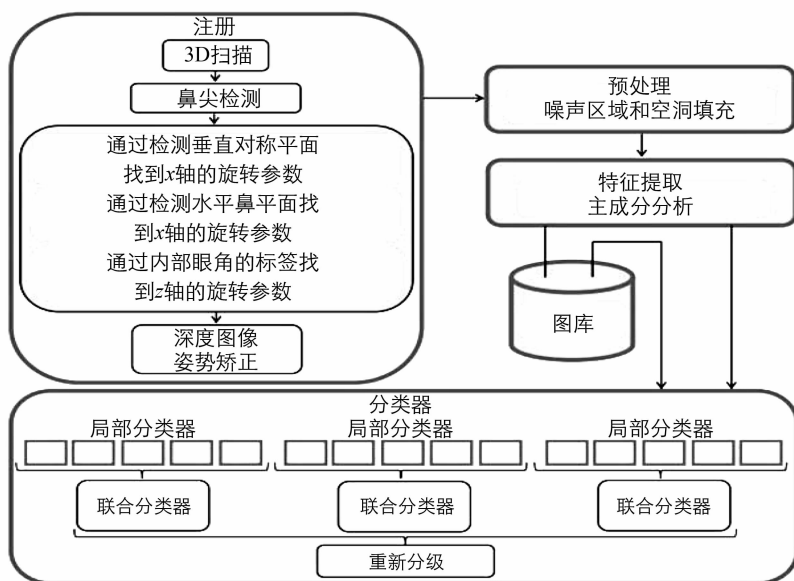 注册
3D扫描
鼻尖检测
通过检测垂直对称平面
找到x轴的旋转参数
通过检测水平鼻平面找
到x轴的旋转参数
通过内部眼角的标签找
到z轴的旋转参数
深度图像
姿势矫正
预处理
噪声区域和空洞填充
特征提取
主成分分析
图库
分类器
局部分类器
局部分类器
局部分类器
联合分类器
联合分类器
联合分类器
重新分级